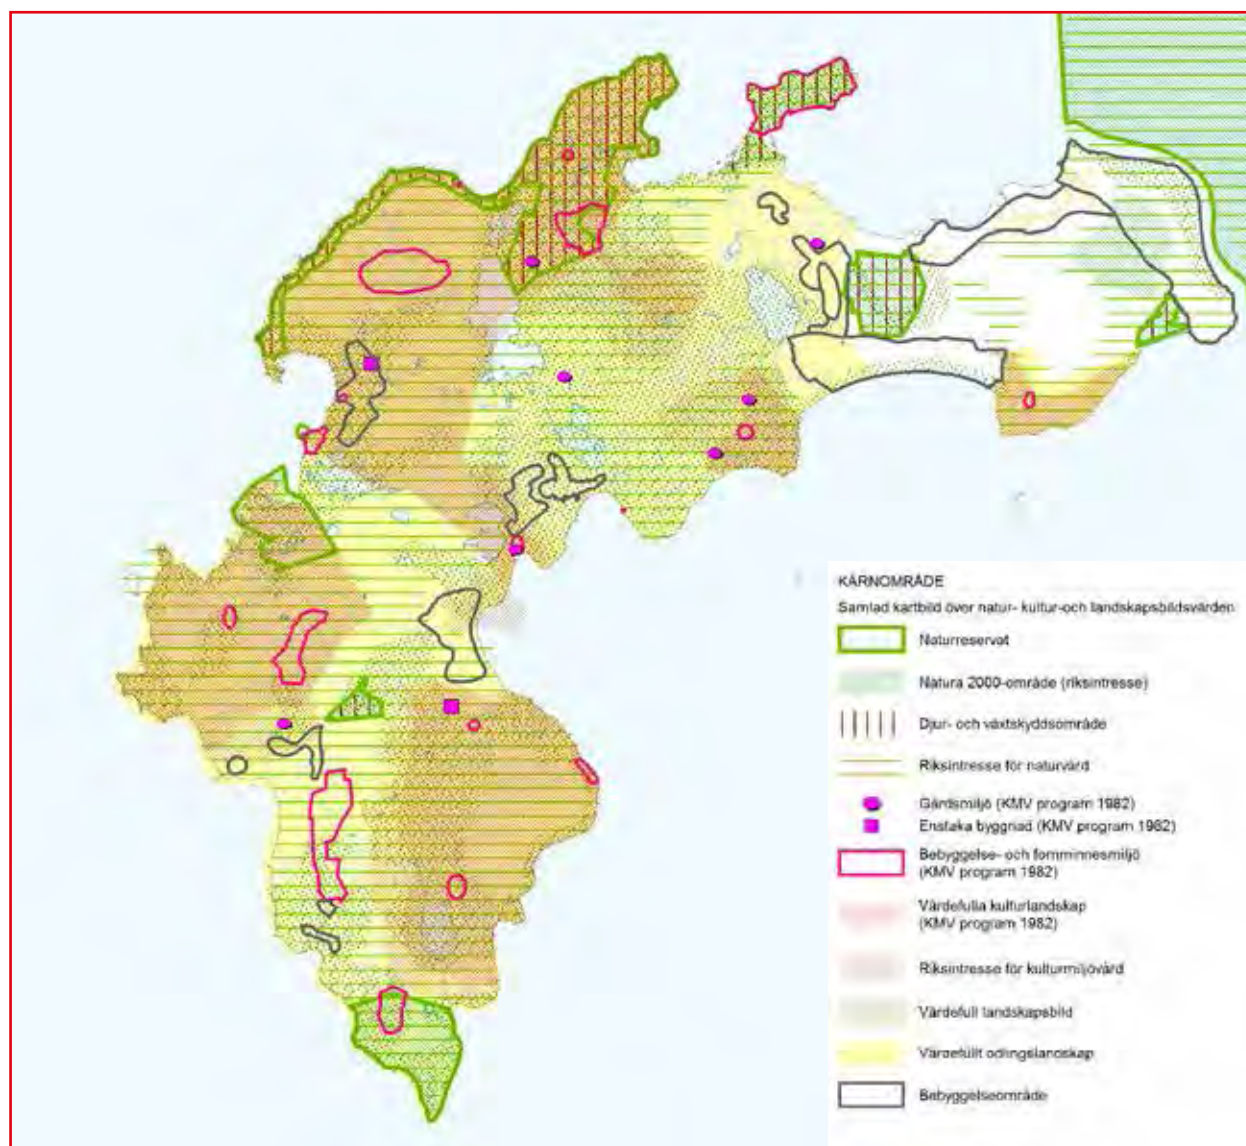 KÄRNOMRÅDE
Samlad kartbild över natur- kultur-och landskapsbildsvärden
Naturreservat
Natura 2000-område (riksintresse)
Djur- och växtskyddsområde
Riksintresse för naturvård
Gårdsmiljö (KMV program 1982)
Enstaka byggnad (KMV program 1982)
Bebyggelse- och fornminnesmiljö
(KMV program 1982)
Värdefulla kulturlandskap
(KMV program 1982)
Riksintresse för kulturmiljövård
Värdefull landskapsbild
Värdefullt odlingslandskap
Bebyggelseområde